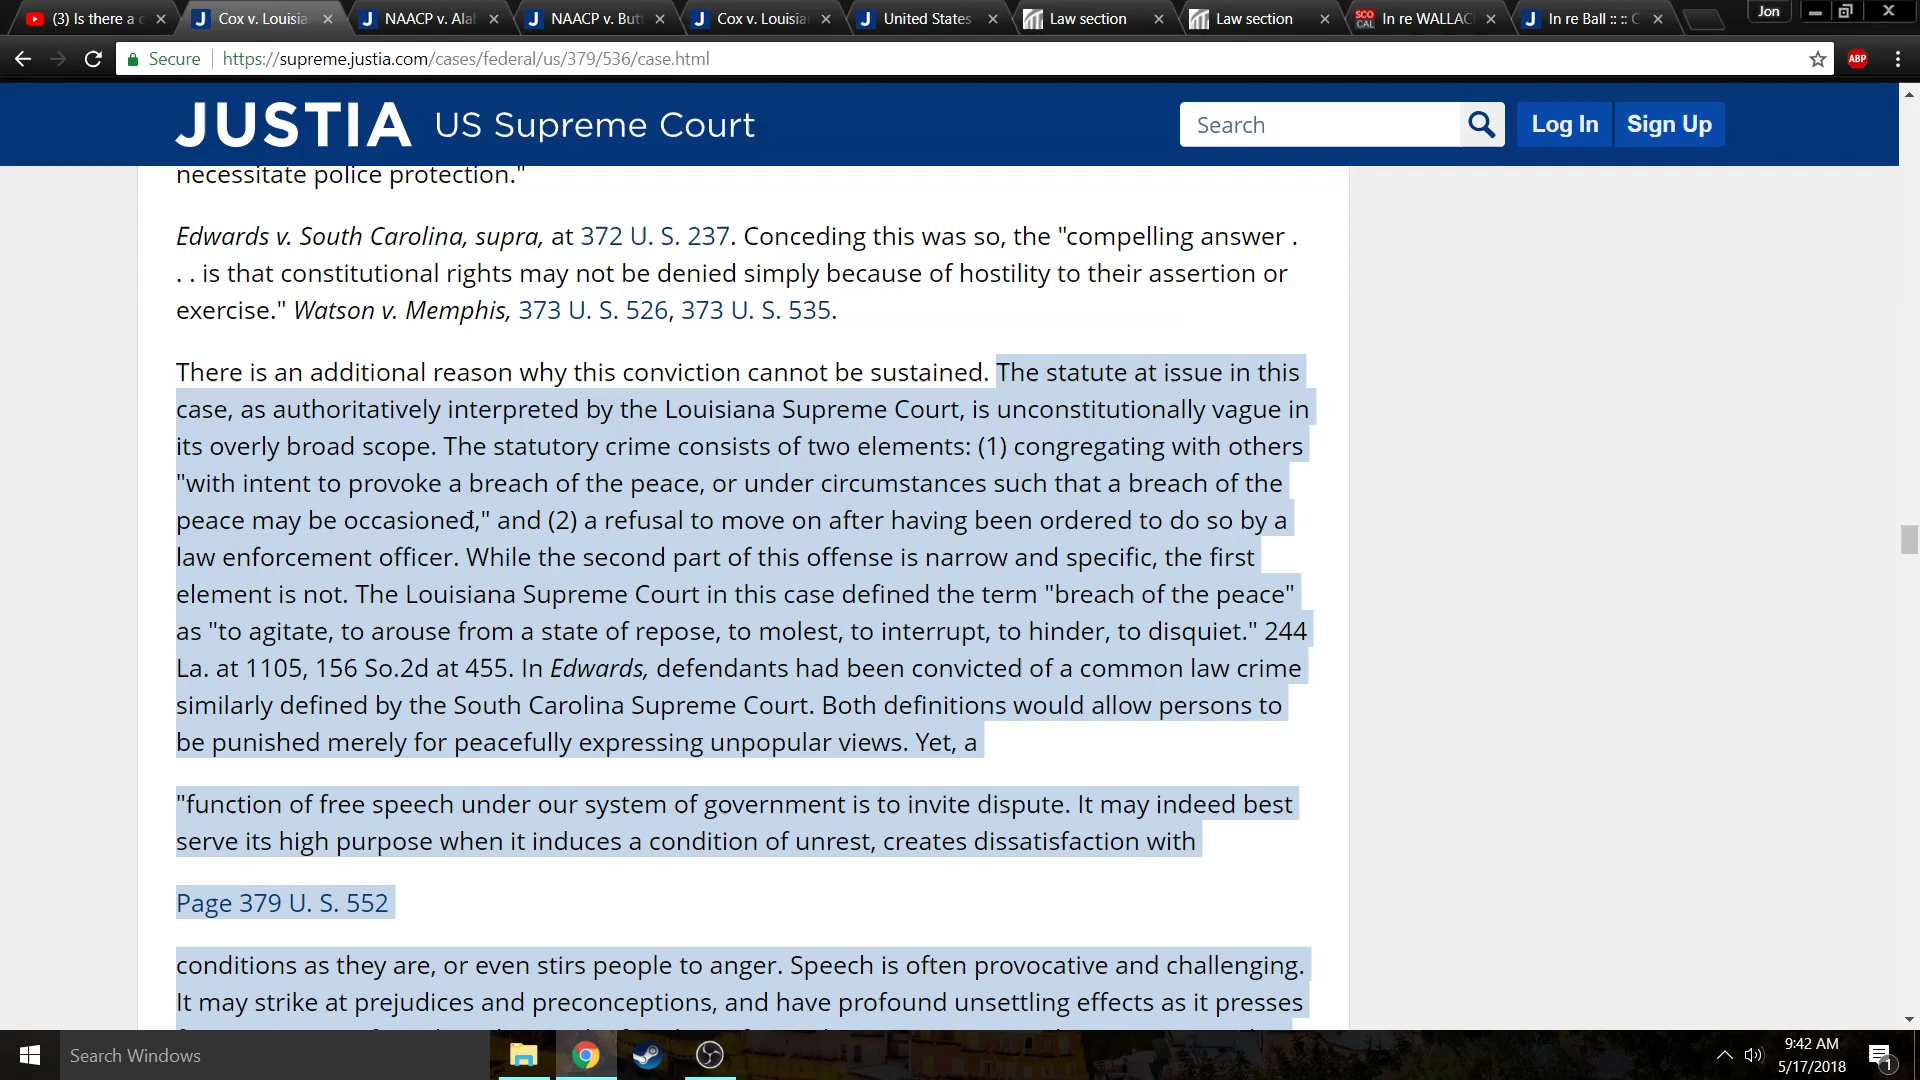 (3) Is there a c
Cox v. Louisia
NAACP v. Ala
NAACP v. Butt
Cox v. Louisia
United States
Law section
Law section
In re WALLAC
In re Ball :: :: C
Jon
Secure https://supreme.justia.com/cases/federal/us/379/536/case.html
ABP
JUSTIA US Supreme Court
Search
Log In
Sign Up
necessitate police protection."
Edwards v. South Carolina, supra, at 372 U. S. 237. Conceding this was so, the "compelling answer .
. . is that constitutional rights may not be denied simply because of hostility to their assertion or
exercise." Watson v. Memphis, 373 U. S. 526, 373 U. S. 535.
There is an additional reason why this conviction cannot be sustained. The statute at issue in this
case, as authoritatively interpreted by the Louisiana Supreme Court, is unconstitutionally vague in
its overly broad scope. The statutory crime consists of two elements: (1) congregating with others
"with intent to provoke a breach of the peace, or under circumstances such that a breach of the
peace may be occasioned," and (2) a refusal to move on after having been ordered to do so by a
law enforcement officer. While the second part of this offense is narrow and specific, the first
element is not. The Louisiana Supreme Court in this case defined the term "breach of the peace"
as "to agitate, to arouse from a state of repose, to molest, to interrupt, to hinder, to disquiet." 244
La. at 1105, 156 So.2d at 455. In Edwards, defendants had been convicted of a common law crime
similarly defined by the South Carolina Supreme Court. Both definitions would allow persons to
be punished merely for peacefully expressing unpopular views. Yet, a
"function of free speech under our system of government is to invite dispute. It may indeed best
serve its high purpose when it induces a condition of unrest, creates dissatisfaction with
Page 379 U. S. 552
conditions as they are, or even stirs people to anger. Speech is often provocative and challenging.
It may strike at prejudices and preconceptions, and have profound unsettling effects as it presses
Search Windows
9:42 AM
5/17/2018
1